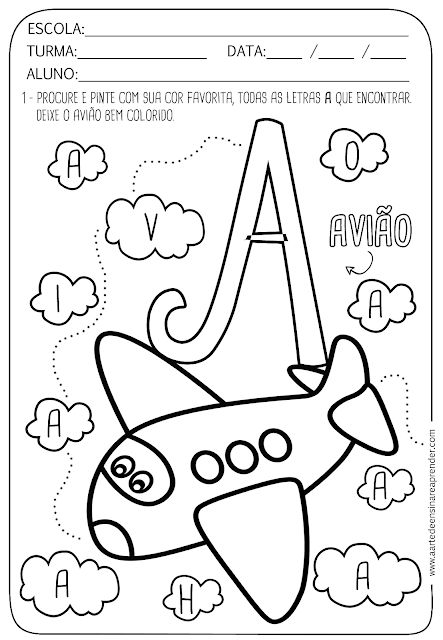 ESCOLA:
TURMA: DATA: / /
ALUNO:
1 - PROCURE E PINTE COM SUA COR FAVORITA, TODAS AS LETRAS A QUE ENCONTRAR.
DEIXE O AVIÃO BEM COLORIDO.
A
O
A
V
AVIÃO
I
A
A
A
A
H
A
www.aartedeensinareaprender.com